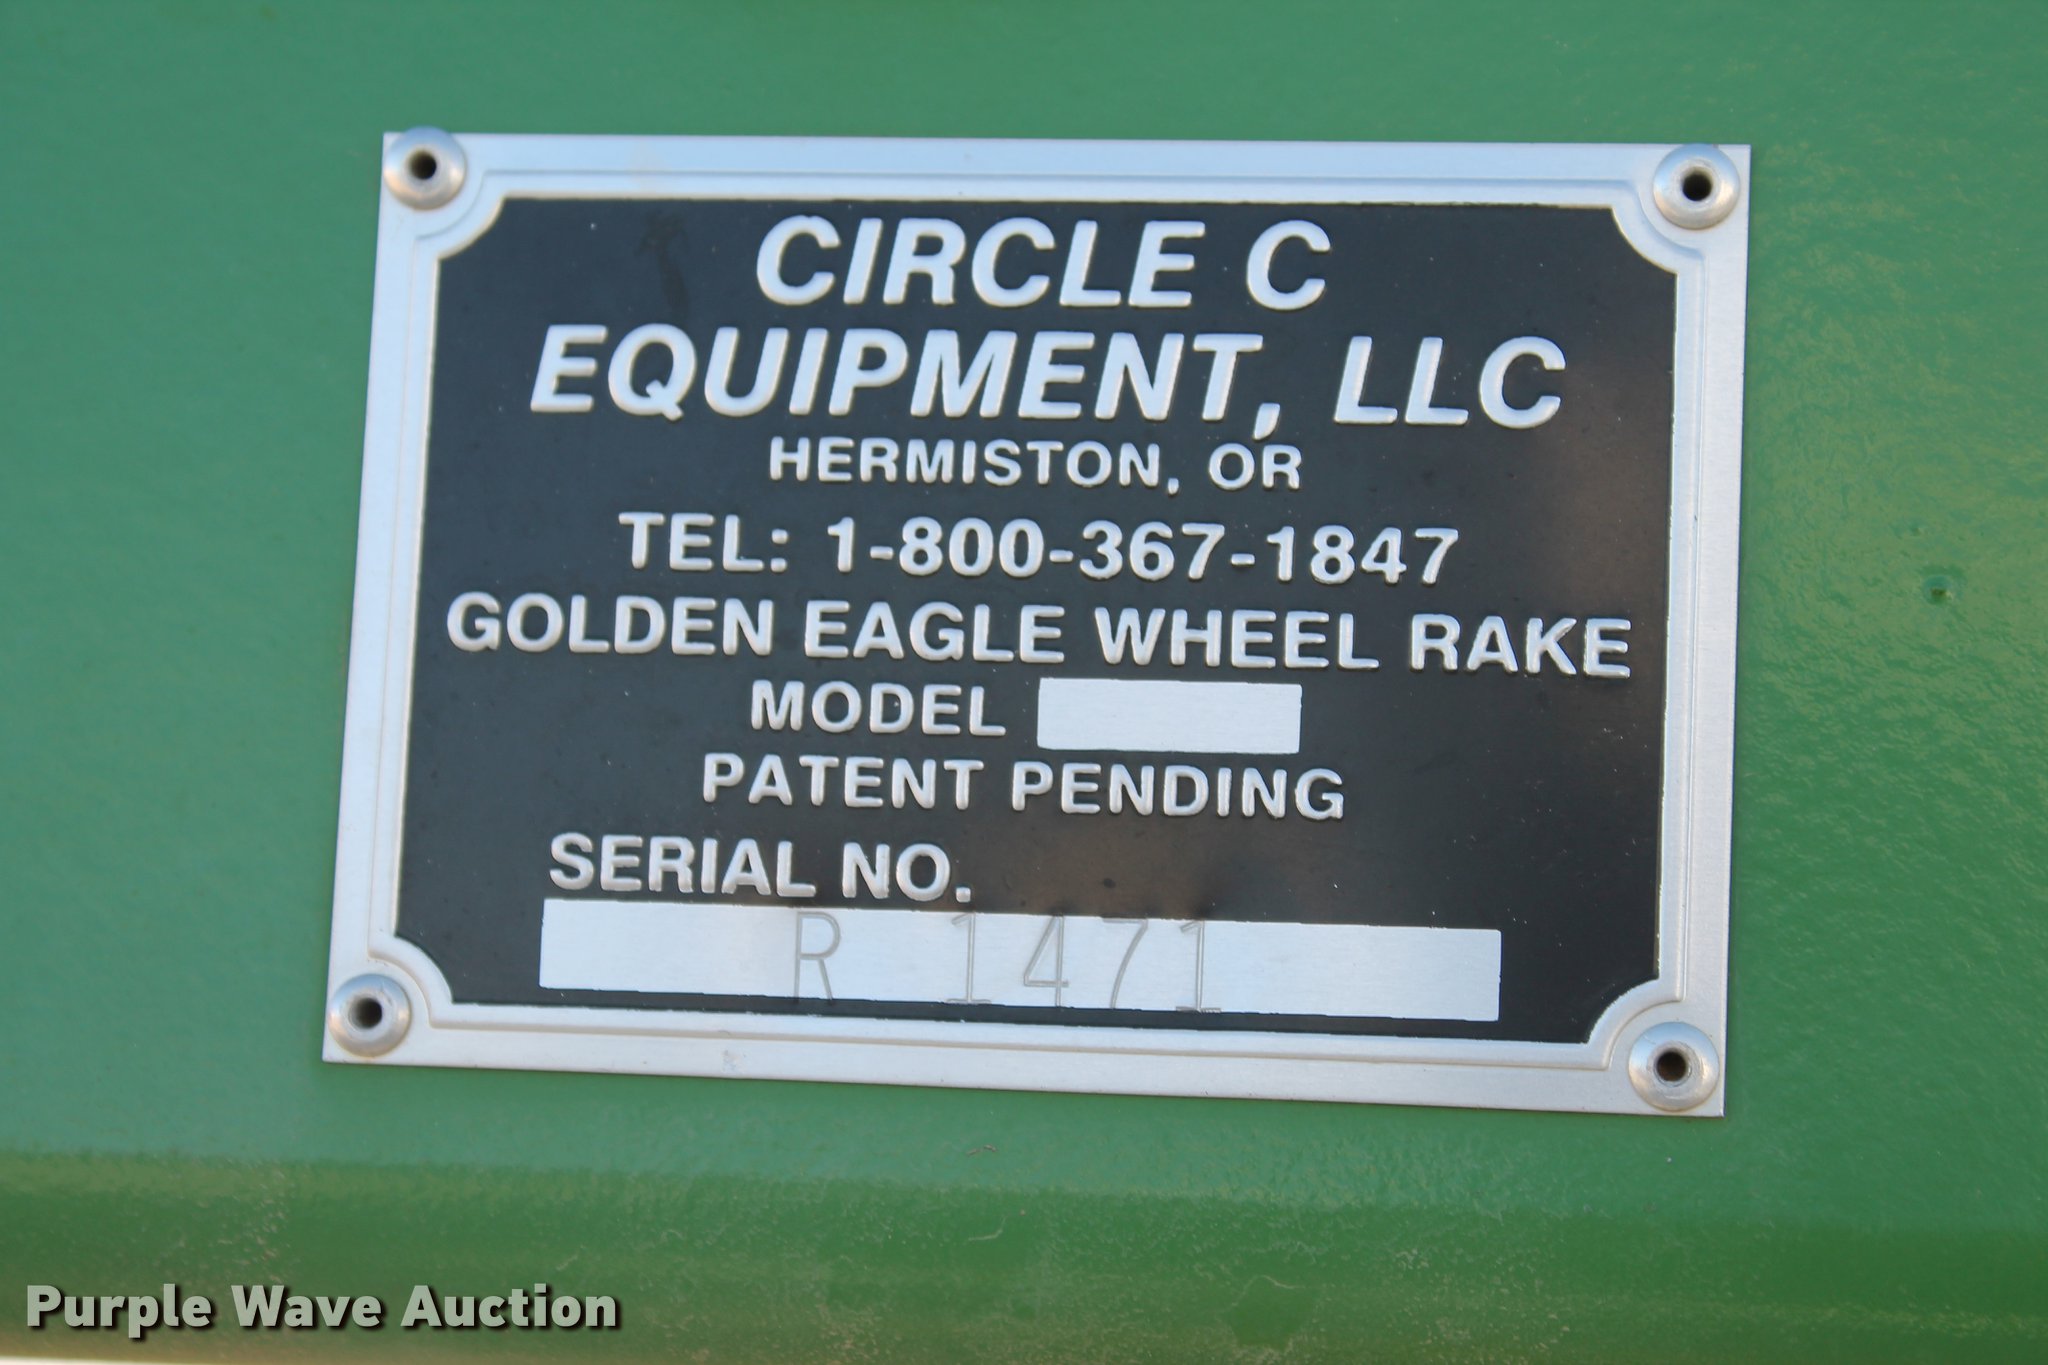 CIRCLE C
EQUIPMENT, LLC
HERMISTON, OR
TEL: 1-800-367-1847
GOLDEN EAGLE WHEEL RAKE
MODEL
PATENT PENDING
SERIAL NO.
R 1471
Purple Wave Auction